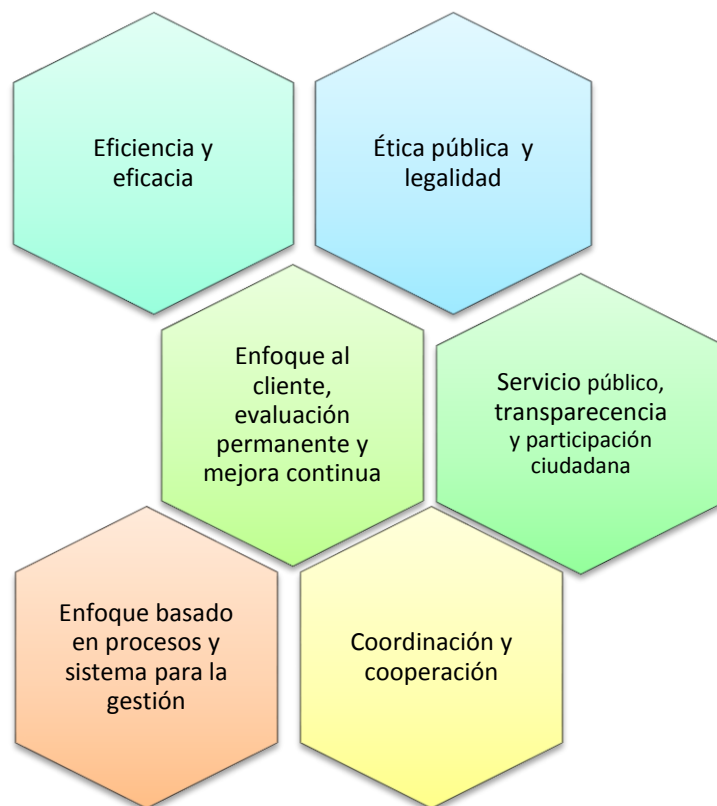 Eficiencia y
eficacia
Ética pública y
legalidad
Enfoque al
cliente,
evaluación
permanente y
mejora continua
Servicio público,
transparecencia
y participación
ciudadana
Enfoque basado
en procesos y
sistema para la
gestión
Coordinación y
cooperación